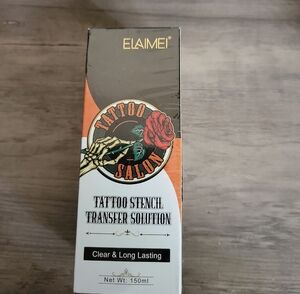 ELAIMEI®
TATTOO
SALON
TATTOO STENCIL
TRANSFER SOLUTION
Clear & Long Lasting
Net Wt: 150ml